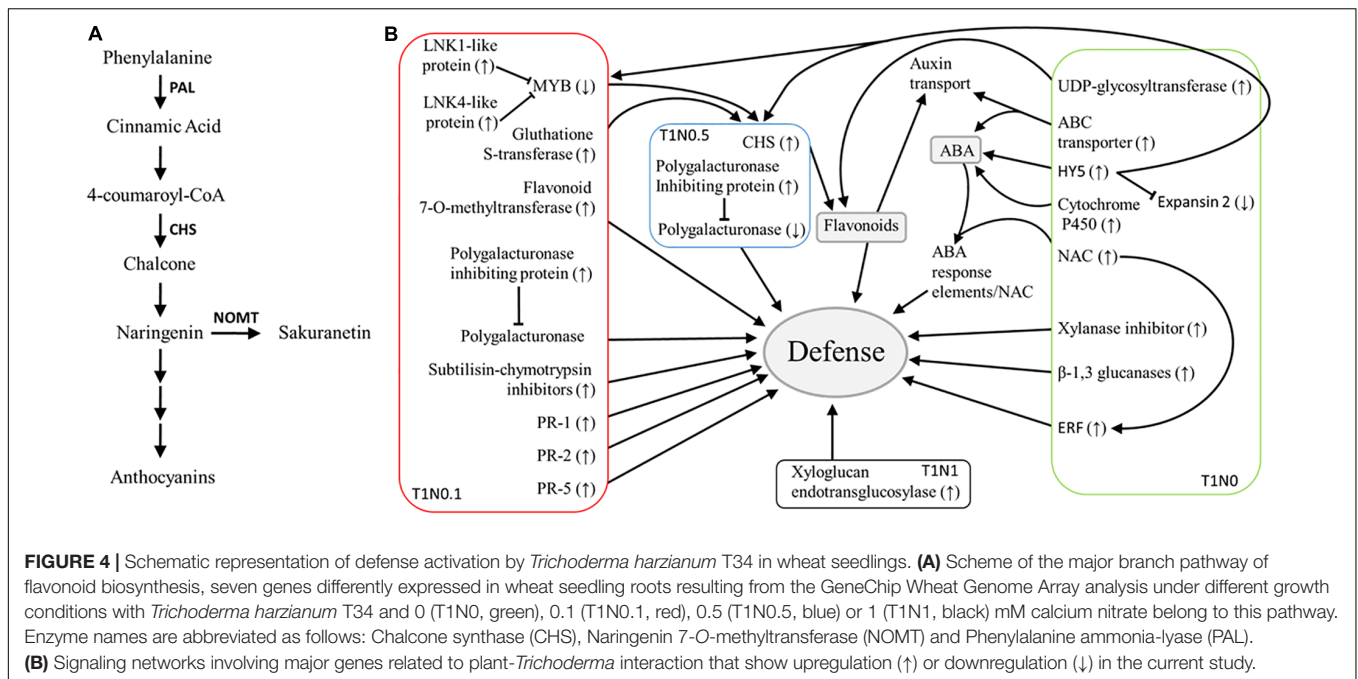 A
Phenylalanine
PAL
Cinnamic Acid
4-coumaroyl-CoA
CHS
Chalcone
Naringenin
NOMT
Sakuranetin
Anthocyanins
B
LNK1-like
protein (↑)
MYB (↓)
LNK4-like
protein (↑)
Gluthatione
S-transferase (↑)
Flavonoid
7-O-methyltransferase (↑)
Polygalacturonase
inhibiting protein (↑)
Polygalacturonase
Subtilisin-chymotrypsin
inhibitors (↑)
PR-1 (↑)
PR-2 (↑)
PR-5 (↑)
T1N0.1
T1N0.5
CHS (↑)
Polygalacturonase
Inhibiting protein (↑)
Polygalacturonase (↓)
Flavonoids
Auxin
transport
ABA
ABA
response
elements/NAC
Defense
Xyloglucan
endotransglucosylase (↑)
T1N1
UDP-glycosyltransferase (↑)
ABC
transporter (↑)
HY5 (↑)
Expansin 2 (↓)
Cytochrome
P450 (↑)
NAC (↑)
Xylanase inhibitor (↑)
β-1,3 glucanases (↑)
ERF (↑)
T1N0
FIGURE 4 | Schematic representation of defense activation by Trichoderma harzianum T34 in wheat seedlings. (A) Scheme of the major branch pathway of
flavonoid biosynthesis, seven genes differently expressed in wheat seedling roots resulting from the GeneChip Wheat Genome Array analysis under different growth
conditions with Trichoderma harzianum T34 and 0 (T1N0, green), 0.1 (T1N0.1, red), 0.5 (T1N0.5, blue) or 1 (T1N1, black) mM calcium nitrate belong to this pathway.
Enzyme names are abbreviated as follows: Chalcone synthase (CHS), Naringenin 7-O-methyltransferase (NOMT) and Phenylalanine ammonia-lyase (PAL).
(B) Signaling networks involving major genes related to plant-Trichoderma interaction that show upregulation (↑) or downregulation (↓) in the current study.